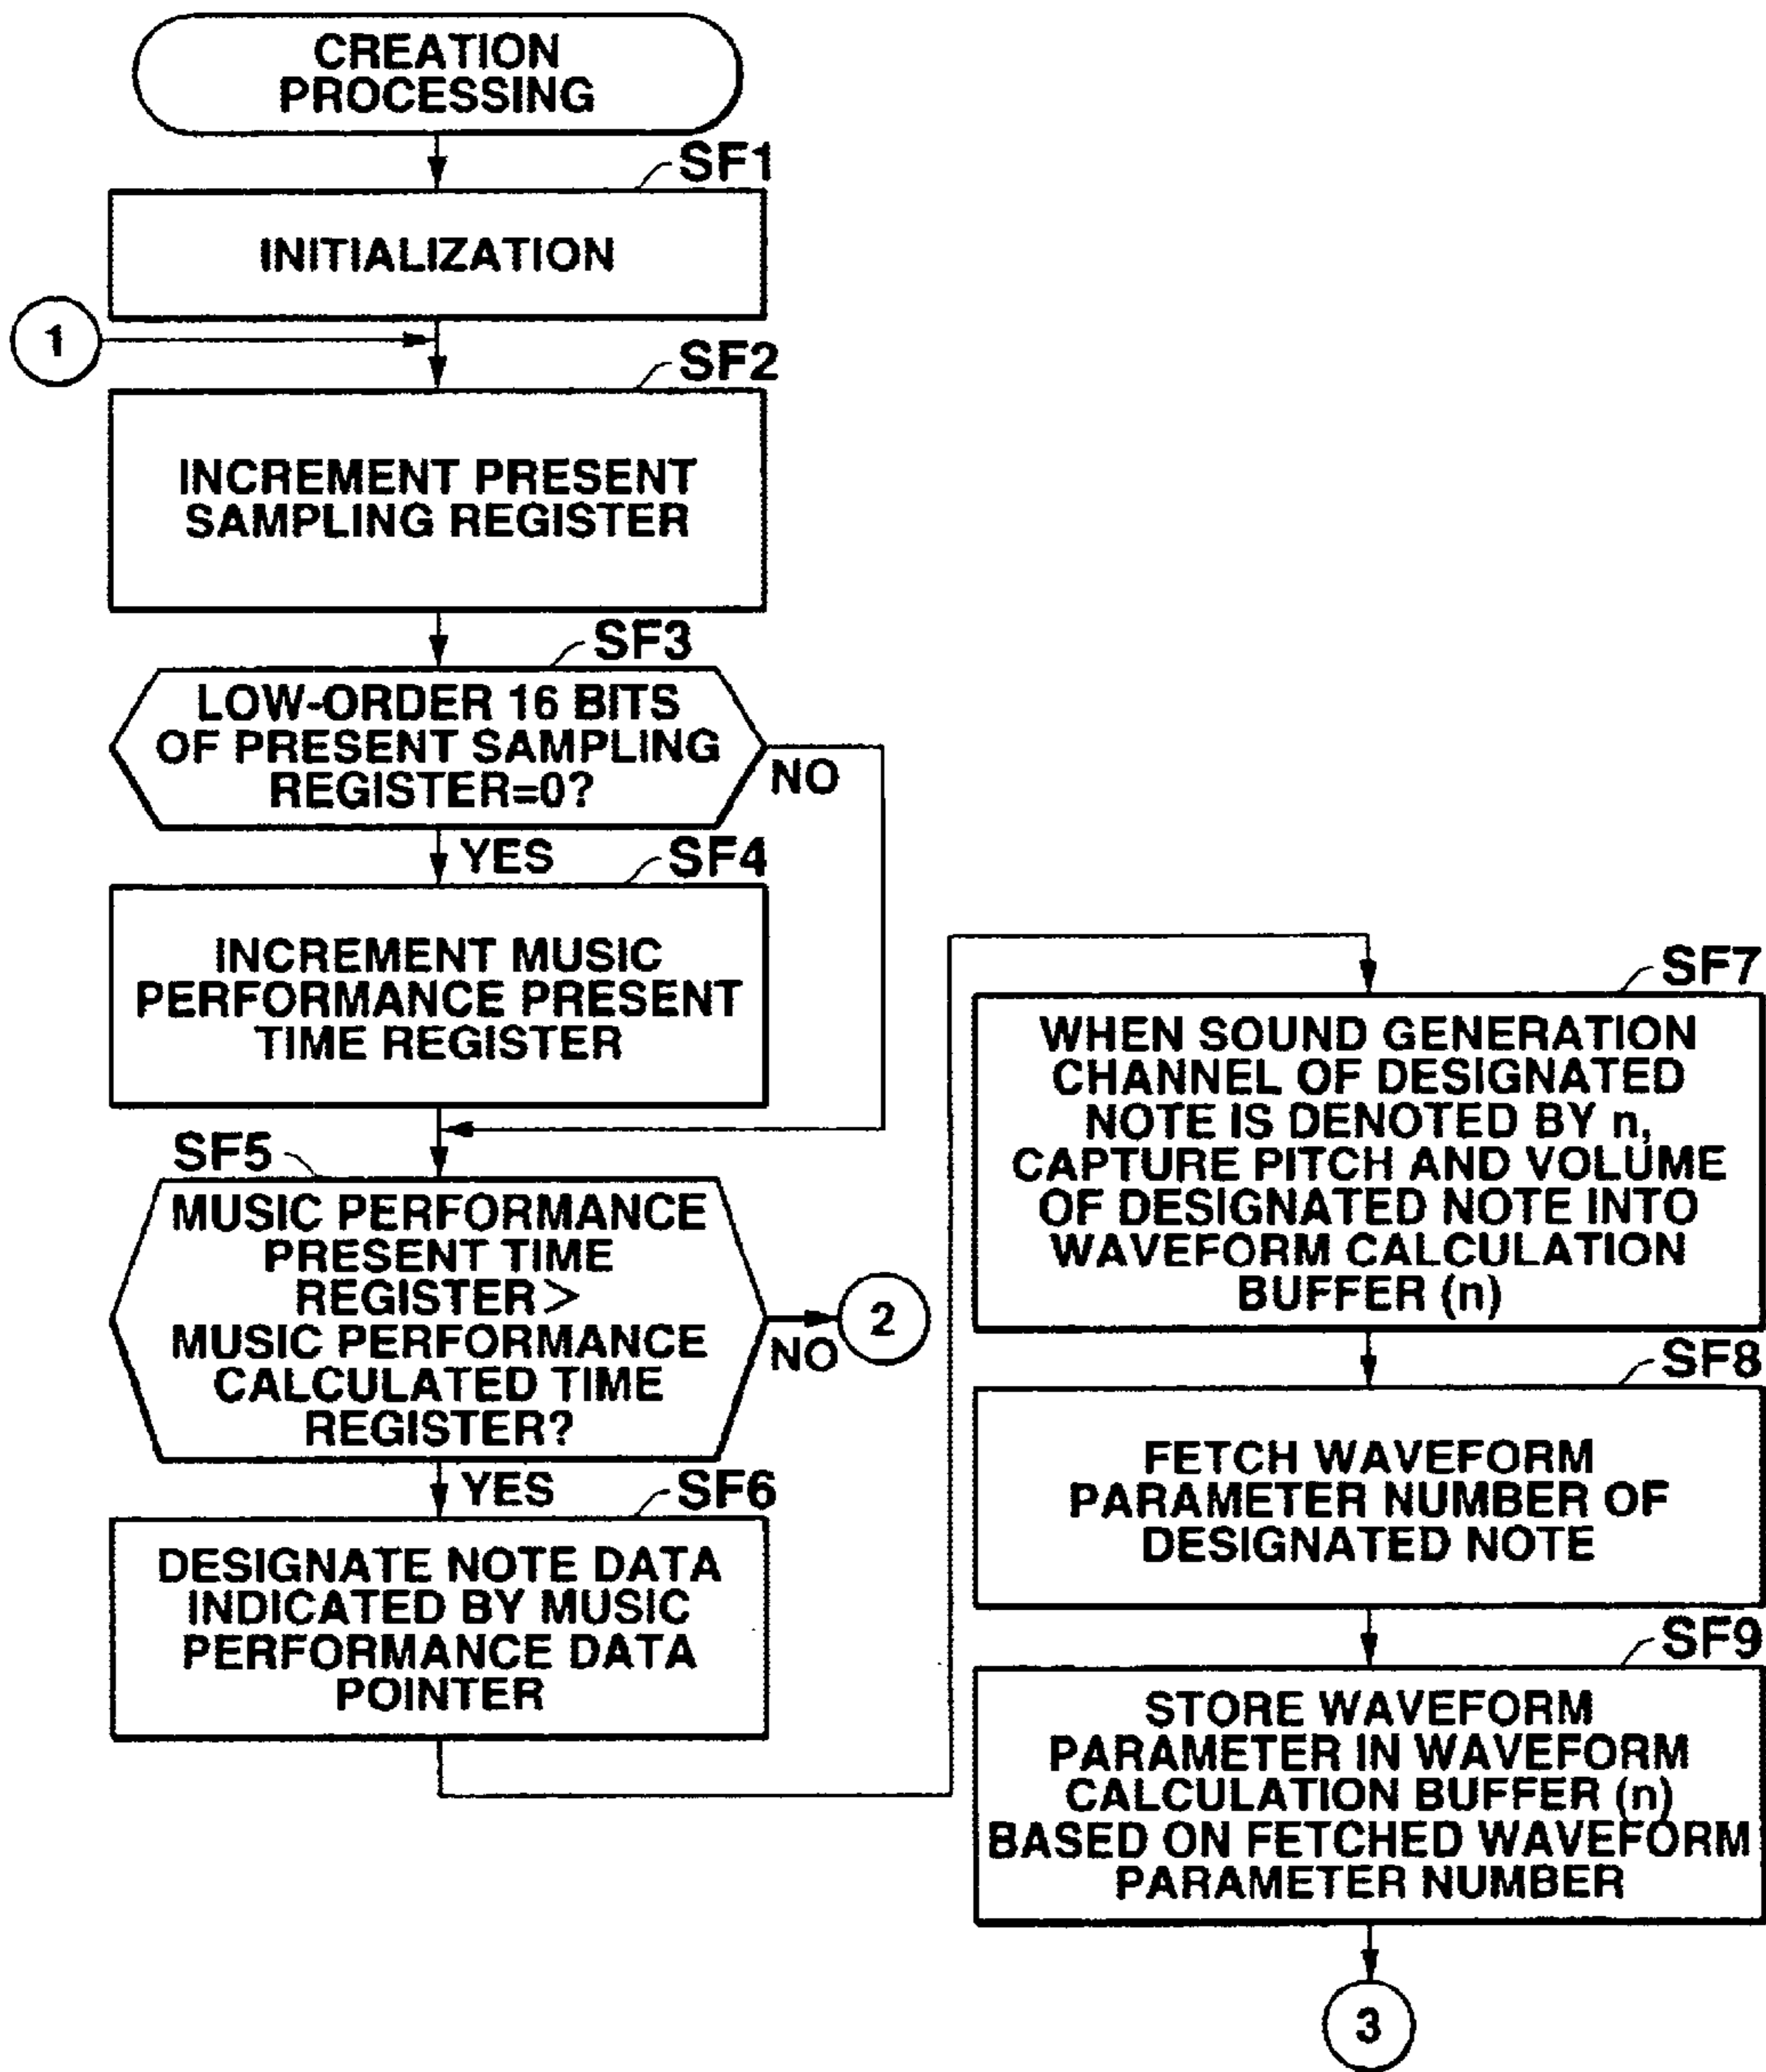 CREATION
PROCESSING
SF1
INITIALIZATION
1
SF2
INCREMENT PRESENT
SAMPLING REGISTER
SF3
LOW-ORDER 16 BITS
OF PRESENT SAMPLING
REGISTER=0?
NO
YES
SF4
INCREMENT MUSIC
PERFORMANCE PRESENT
TIME REGISTER
SF5
MUSIC PERFORMANCE
PRESENT TIME
REGISTER>
MUSIC PERFORMANCE
CALCULATED TIME
REGISTER?
NO
2
YES
SF6
DESIGNATE NOTE DATA
INDICATED BY MUSIC
PERFORMANCE DATA
POINTER
SF7
WHEN SOUND GENERATION
CHANNEL OF DESIGNATED
NOTE IS DENOTED BY n,
CAPTURE PITCH AND VOLUME
OF DESIGNATED NOTE INTO
WAVEFORM CALCULATION
BUFFER (n)
SF8
FETCH WAVEFORM
PARAMETER NUMBER OF
DESIGNATED NOTE
SF9
STORE WAVEFORM
PARAMETER IN WAVEFORM
CALCULATION BUFFER (n)
BASED ON FETCHED WAVEFORM
PARAMETER NUMBER
3